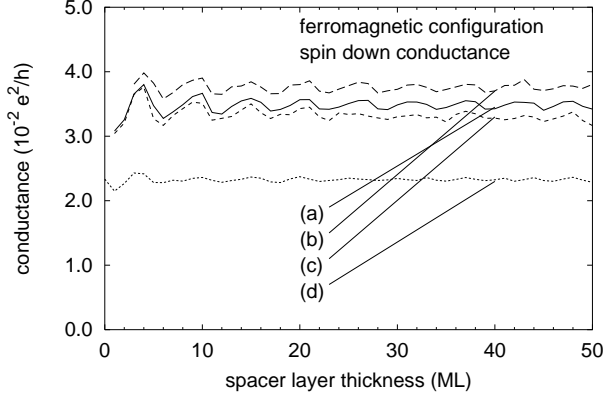 ferromagnetic configuration
spin down conductance
conductance (10⁻² e²/h)
5.0
4.0
3.0
2.0
1.0
0.0
(a)
(b)
(c)
(d)
0 10 20 30 40 50
spacer layer thickness (ML)